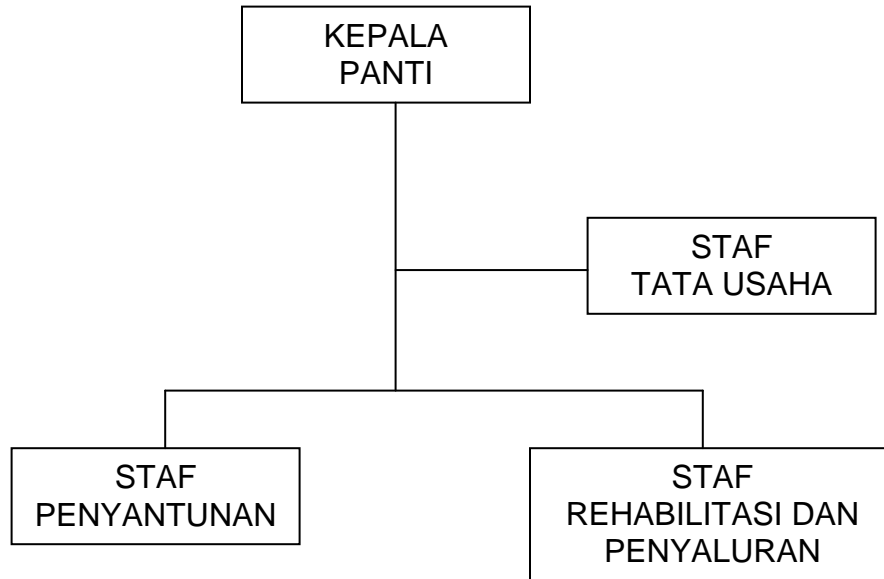 KEPALA
PANTI
STAF
TATA USAHA
STAF
PENYANTUNAN
STAF
REHABILITASI DAN
PENYALURAN